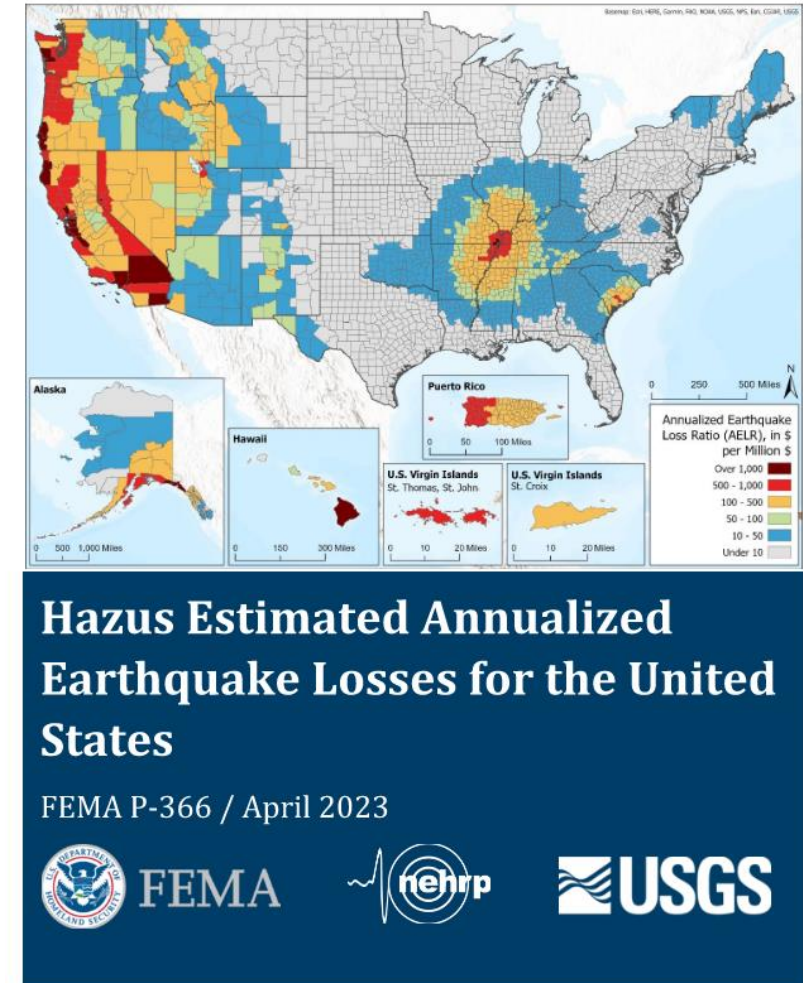 Basemap: Esri, HERE, Garmin, FAO, NOAA, USGS, NPS, Esri, CGIAR, USGS
Alaska
0 500 1,000 Miles
Hawaii
0 150 300 Miles
Puerto Rico
0 50 100 Miles
U.S. Virgin Islands
St. Thomas, St. John
0 10 20 Miles
U.S. Virgin Islands
St. Croix
0 10 20 Miles
N
0 250 500 Miles
Annualized Earthquake
Loss Ratio (AELR), in $
per Million $
Over 1,000
500 - 1,000
100 - 500
50 - 100
10 - 50
Under 10
Hazus Estimated Annualized
Earthquake Losses for the United
States
FEMA P-366 / April 2023
U.S. DEPARTMENT OF
HOMELAND SECURITY
FEMA
nehrp
USGS